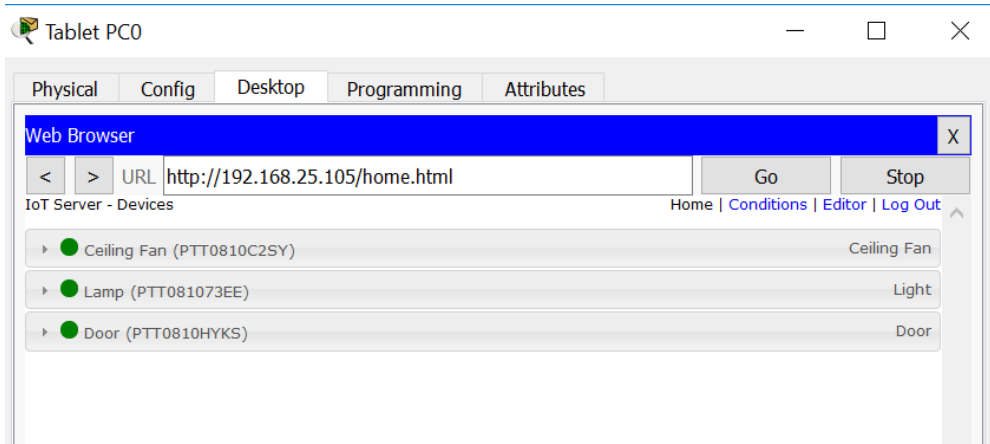 Tablet PC0
Physical Config Desktop Programming Attributes
Web Browser X
< > URL http://192.168.25.105/home.html Go Stop
IoT Server - Devices Home | Conditions | Editor | Log Out
Ceiling Fan (PTT0810C2SY) Ceiling Fan
Lamp (PTT081073EE) Light
Door (PTT0810HYKS) Door